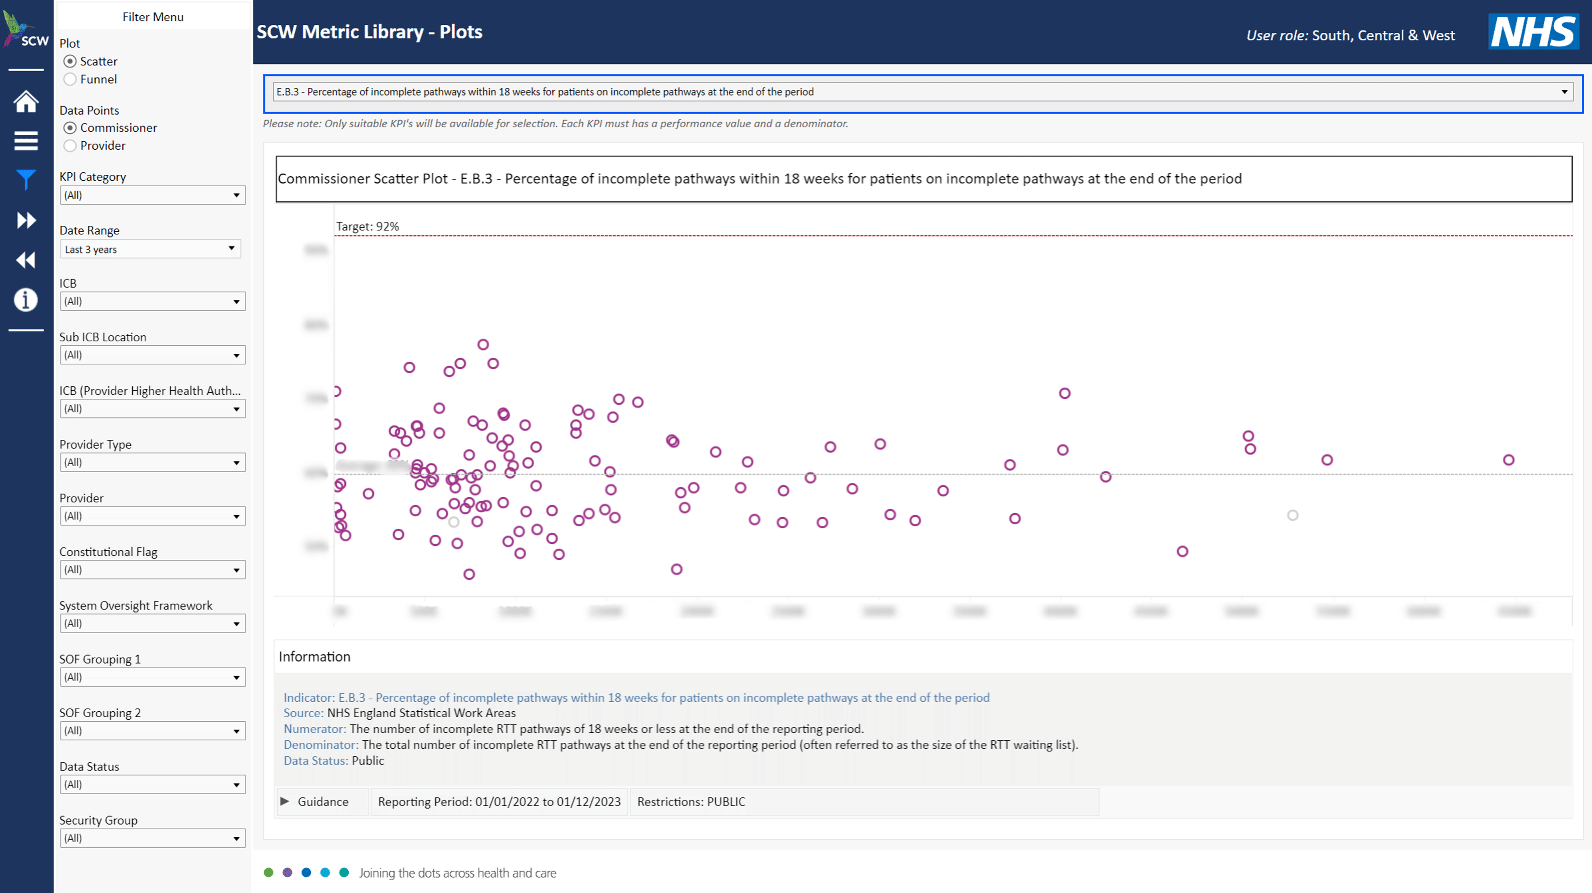 SCW
Filter Menu
Plot
Scatter
Funnel
Data Points
Commissioner
Provider
KPI Category
(All)
Date Range
Last 3 years
ICB
(All)
Sub ICB Location
(All)
ICB (Provider Higher Health Auth...
(All)
Provider Type
(All)
Provider
(All)
Constitutional Flag
(All)
System Oversight Framework
(All)
SOF Grouping 1
(All)
SOF Grouping 2
(All)
Data Status
(All)
Security Group
(All)
SCW Metric Library - Plots
User role: South, Central & West
NHS
E.B.3 - Percentage of incomplete pathways within 18 weeks for patients on incomplete pathways at the end of the period
Please note: Only suitable KPI's will be available for selection. Each KPI must has a performance value and a denominator.
Commissioner Scatter Plot - E.B.3 - Percentage of incomplete pathways within 18 weeks for patients on incomplete pathways at the end of the period
Target: 92%
Information
Indicator: E.B.3 - Percentage of incomplete pathways within 18 weeks for patients on incomplete pathways at the end of the period
Source: NHS England Statistical Work Areas
Numerator: The number of incomplete RTT pathways of 18 weeks or less at the end of the reporting period.
Denominator: The total number of incomplete RTT pathways at the end of the reporting period (often referred to as the size of the RTT waiting list).
Data Status: Public
Guidance
Reporting Period: 01/01/2022 to 01/12/2023
Restrictions: PUBLIC
Joining the dots across health and care